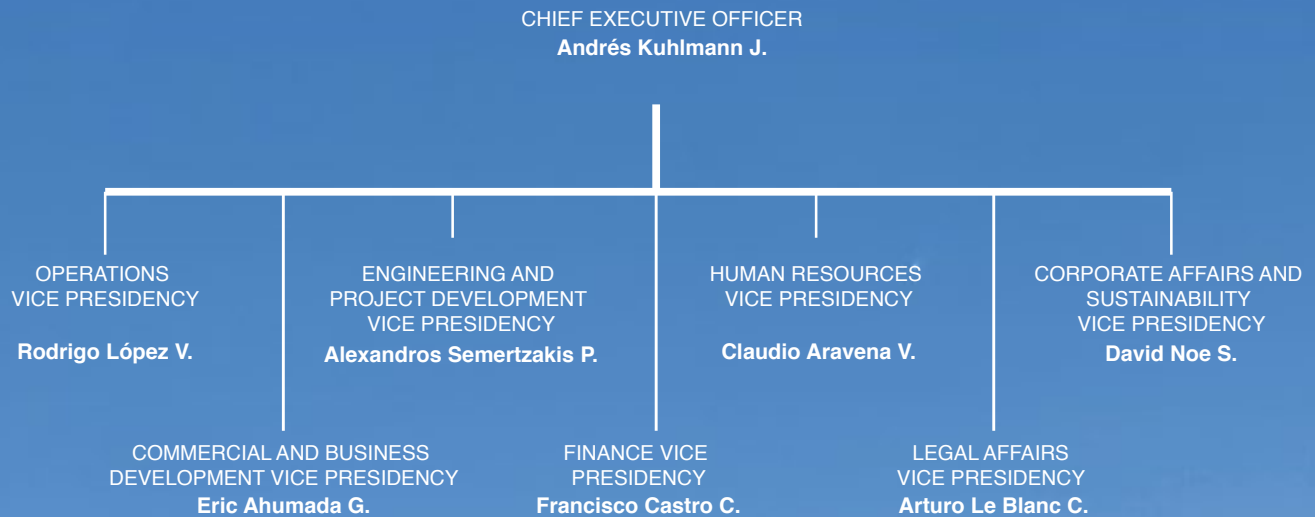 CHIEF EXECUTIVE OFFICER
Andrés Kuhlmann J.
OPERATIONS
VICE PRESIDENCY
Rodrigo López V.
ENGINEERING AND
PROJECT DEVELOPMENT
VICE PRESIDENCY
Alexandros Semertzakis P.
HUMAN RESOURCES
VICE PRESIDENCY
Claudio Aravena V.
CORPORATE AFFAIRS AND
SUSTAINABILITY
VICE PRESIDENCY
David Noe S.
COMMERCIAL AND BUSINESS
DEVELOPMENT VICE PRESIDENCY
Eric Ahumada G.
FINANCE VICE
PRESIDENCY
Francisco Castro C.
LEGAL AFFAIRS
VICE PRESIDENCY
Arturo Le Blanc C.